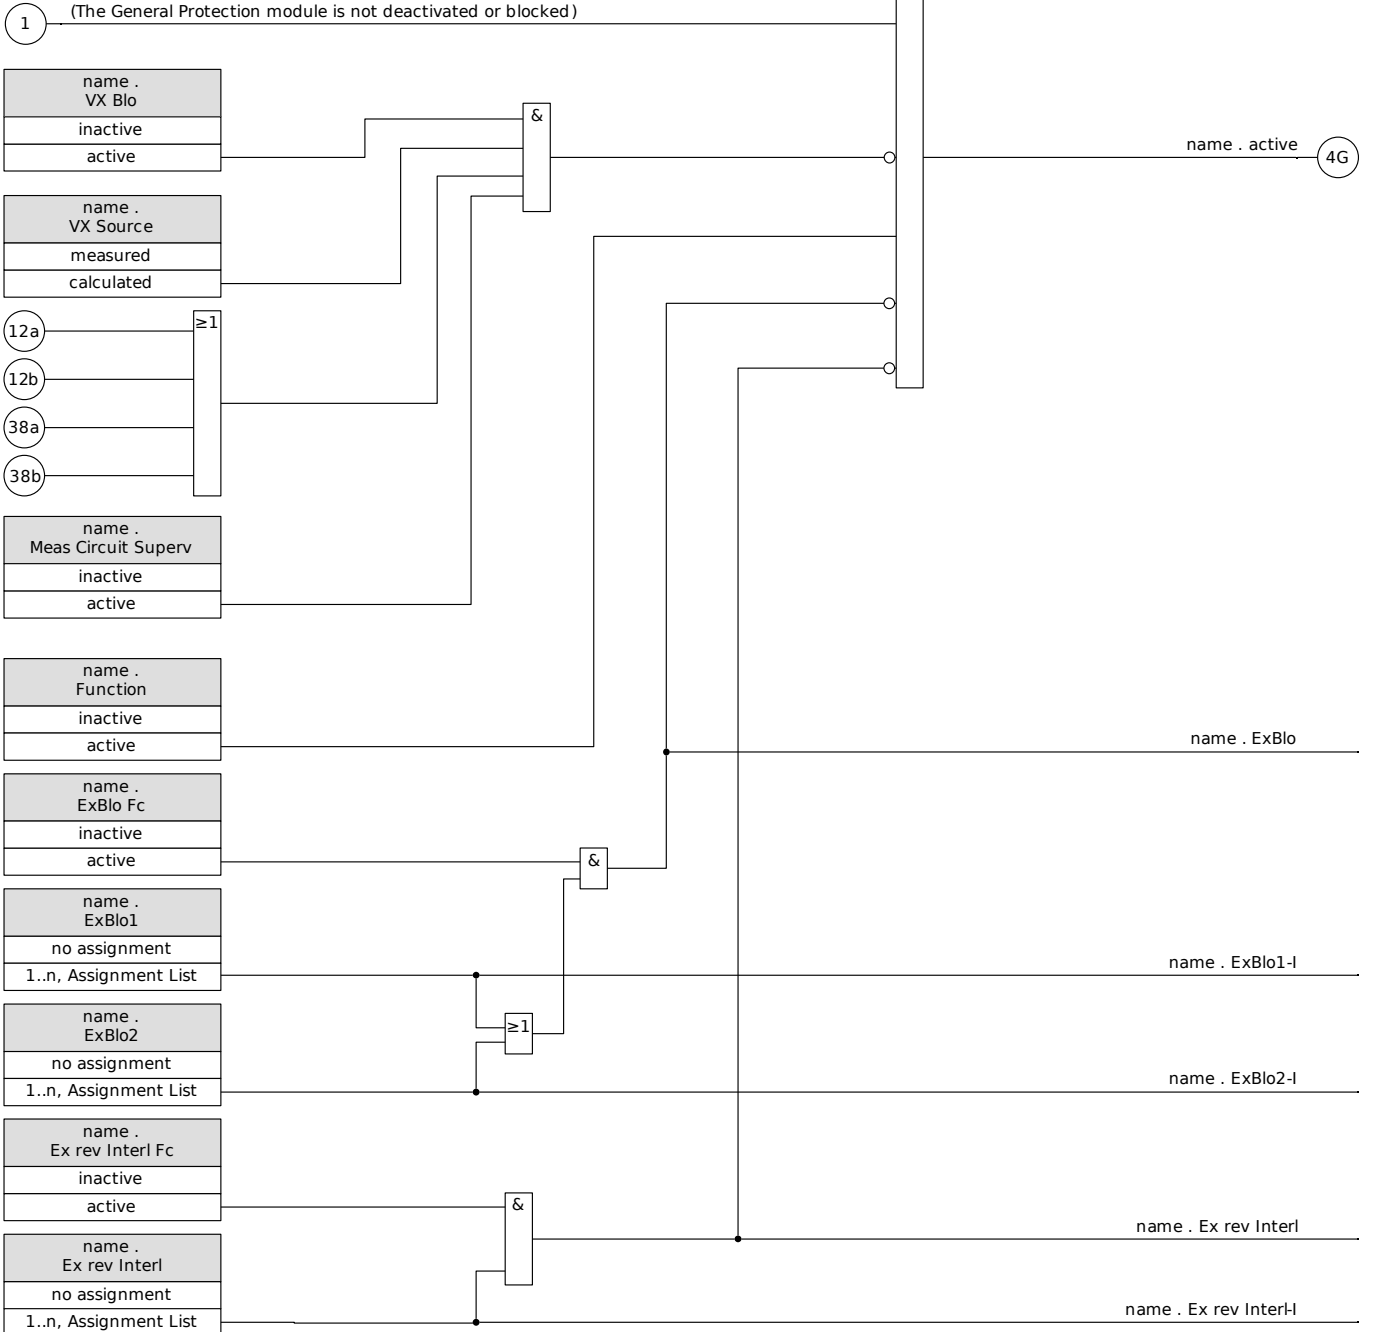 (The General Protection module is not deactivated or blocked)
1
name .
VX Blo
inactive
active
&
name . active
4G
name .
VX Source
measured
calculated
12a
≥1
12b
38a
38b
name .
Meas Circuit Superv
inactive
active
name .
Function
inactive
active
name . ExBlo
name .
ExBlo Fc
inactive
active
&
name .
ExBlo1
no assignment
1..n, Assignment List
name . ExBlo1-I
name .
ExBlo2
no assignment
1..n, Assignment List
≥1
name . ExBlo2-I
name .
Ex rev Interl Fc
inactive
active
&
name . Ex rev Interl
name .
Ex rev Interl
no assignment
1..n, Assignment List
name . Ex rev Interl-I